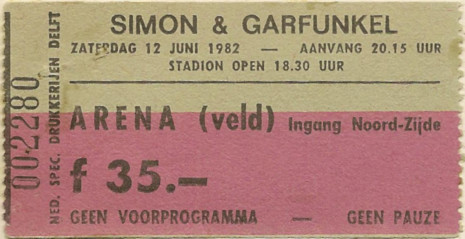 SIMON & GARFUNKEL
ZATERDAG 12 JUNI 1982 — AANVANG 20.15 UUR
STADION OPEN 18.30 UUR
ARENA (veld) Ingang Noord-Zijde
f 35.—
GEEN VOORPROGRAMMA — GEEN PAUZE
002280
NED. SPEC. DRUKKERIJEN DELFT